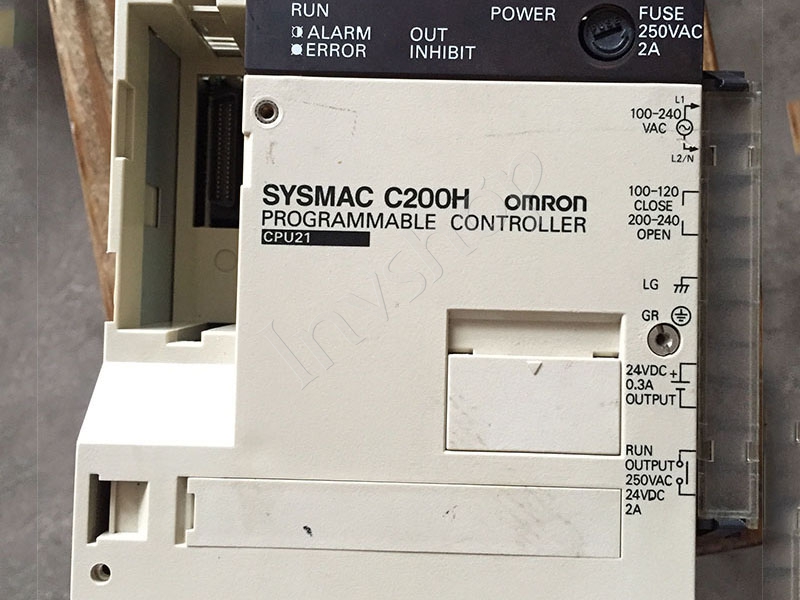 RUN
POWER
FUSE
ALARM
OUT
250VAC
ERROR
INHIBIT
2A
L1
100-240
VAC
L2/N
SYSMAC C200H OMRON
PROGRAMMABLE CONTROLLER
CPU21
100-120
CLOSE
200-240
OPEN
LG
GR
24VDC +
0.3A
OUTPUT
RUN
OUTPUT
250VAC
24VDC
2A